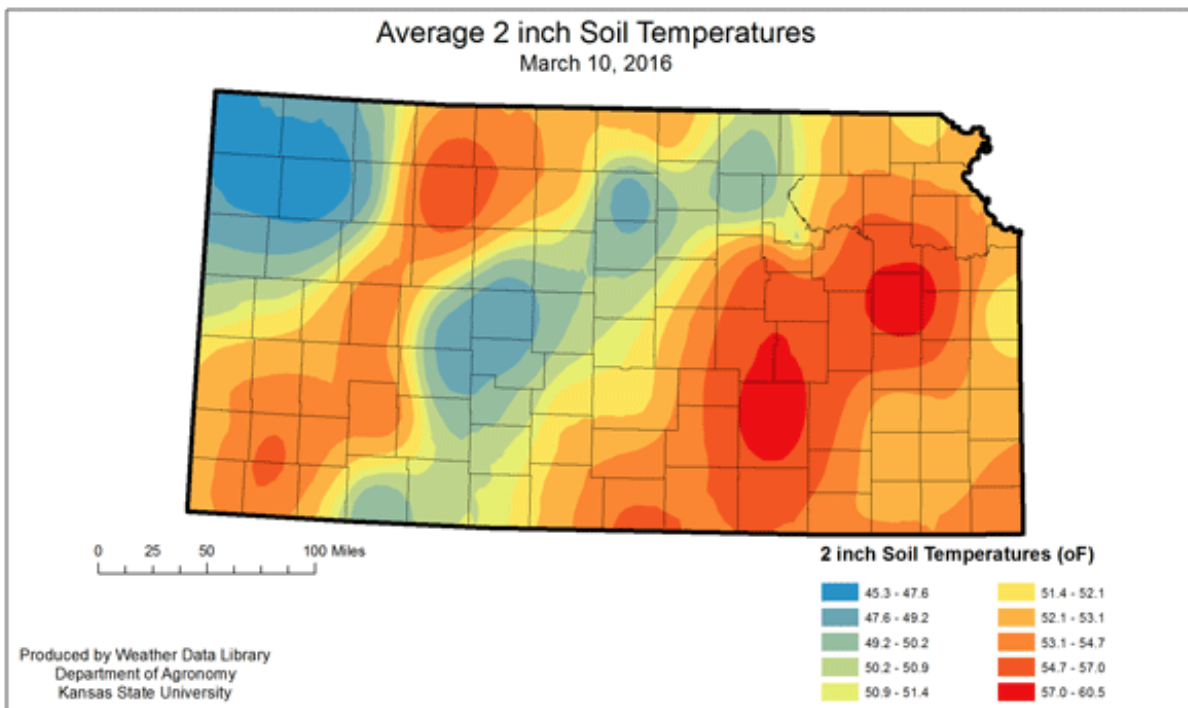 Average 2 inch Soil Temperatures
March 10, 2016
0 25 50 100 Miles
2 inch Soil Temperatures (oF)
45.3 - 47.6
47.6 - 49.2
49.2 - 50.2
50.2 - 50.9
50.9 - 51.4
51.4 - 52.1
52.1 - 53.1
53.1 - 54.7
54.7 - 57.0
57.0 - 60.5
Produced by Weather Data Library
Department of Agronomy
Kansas State University